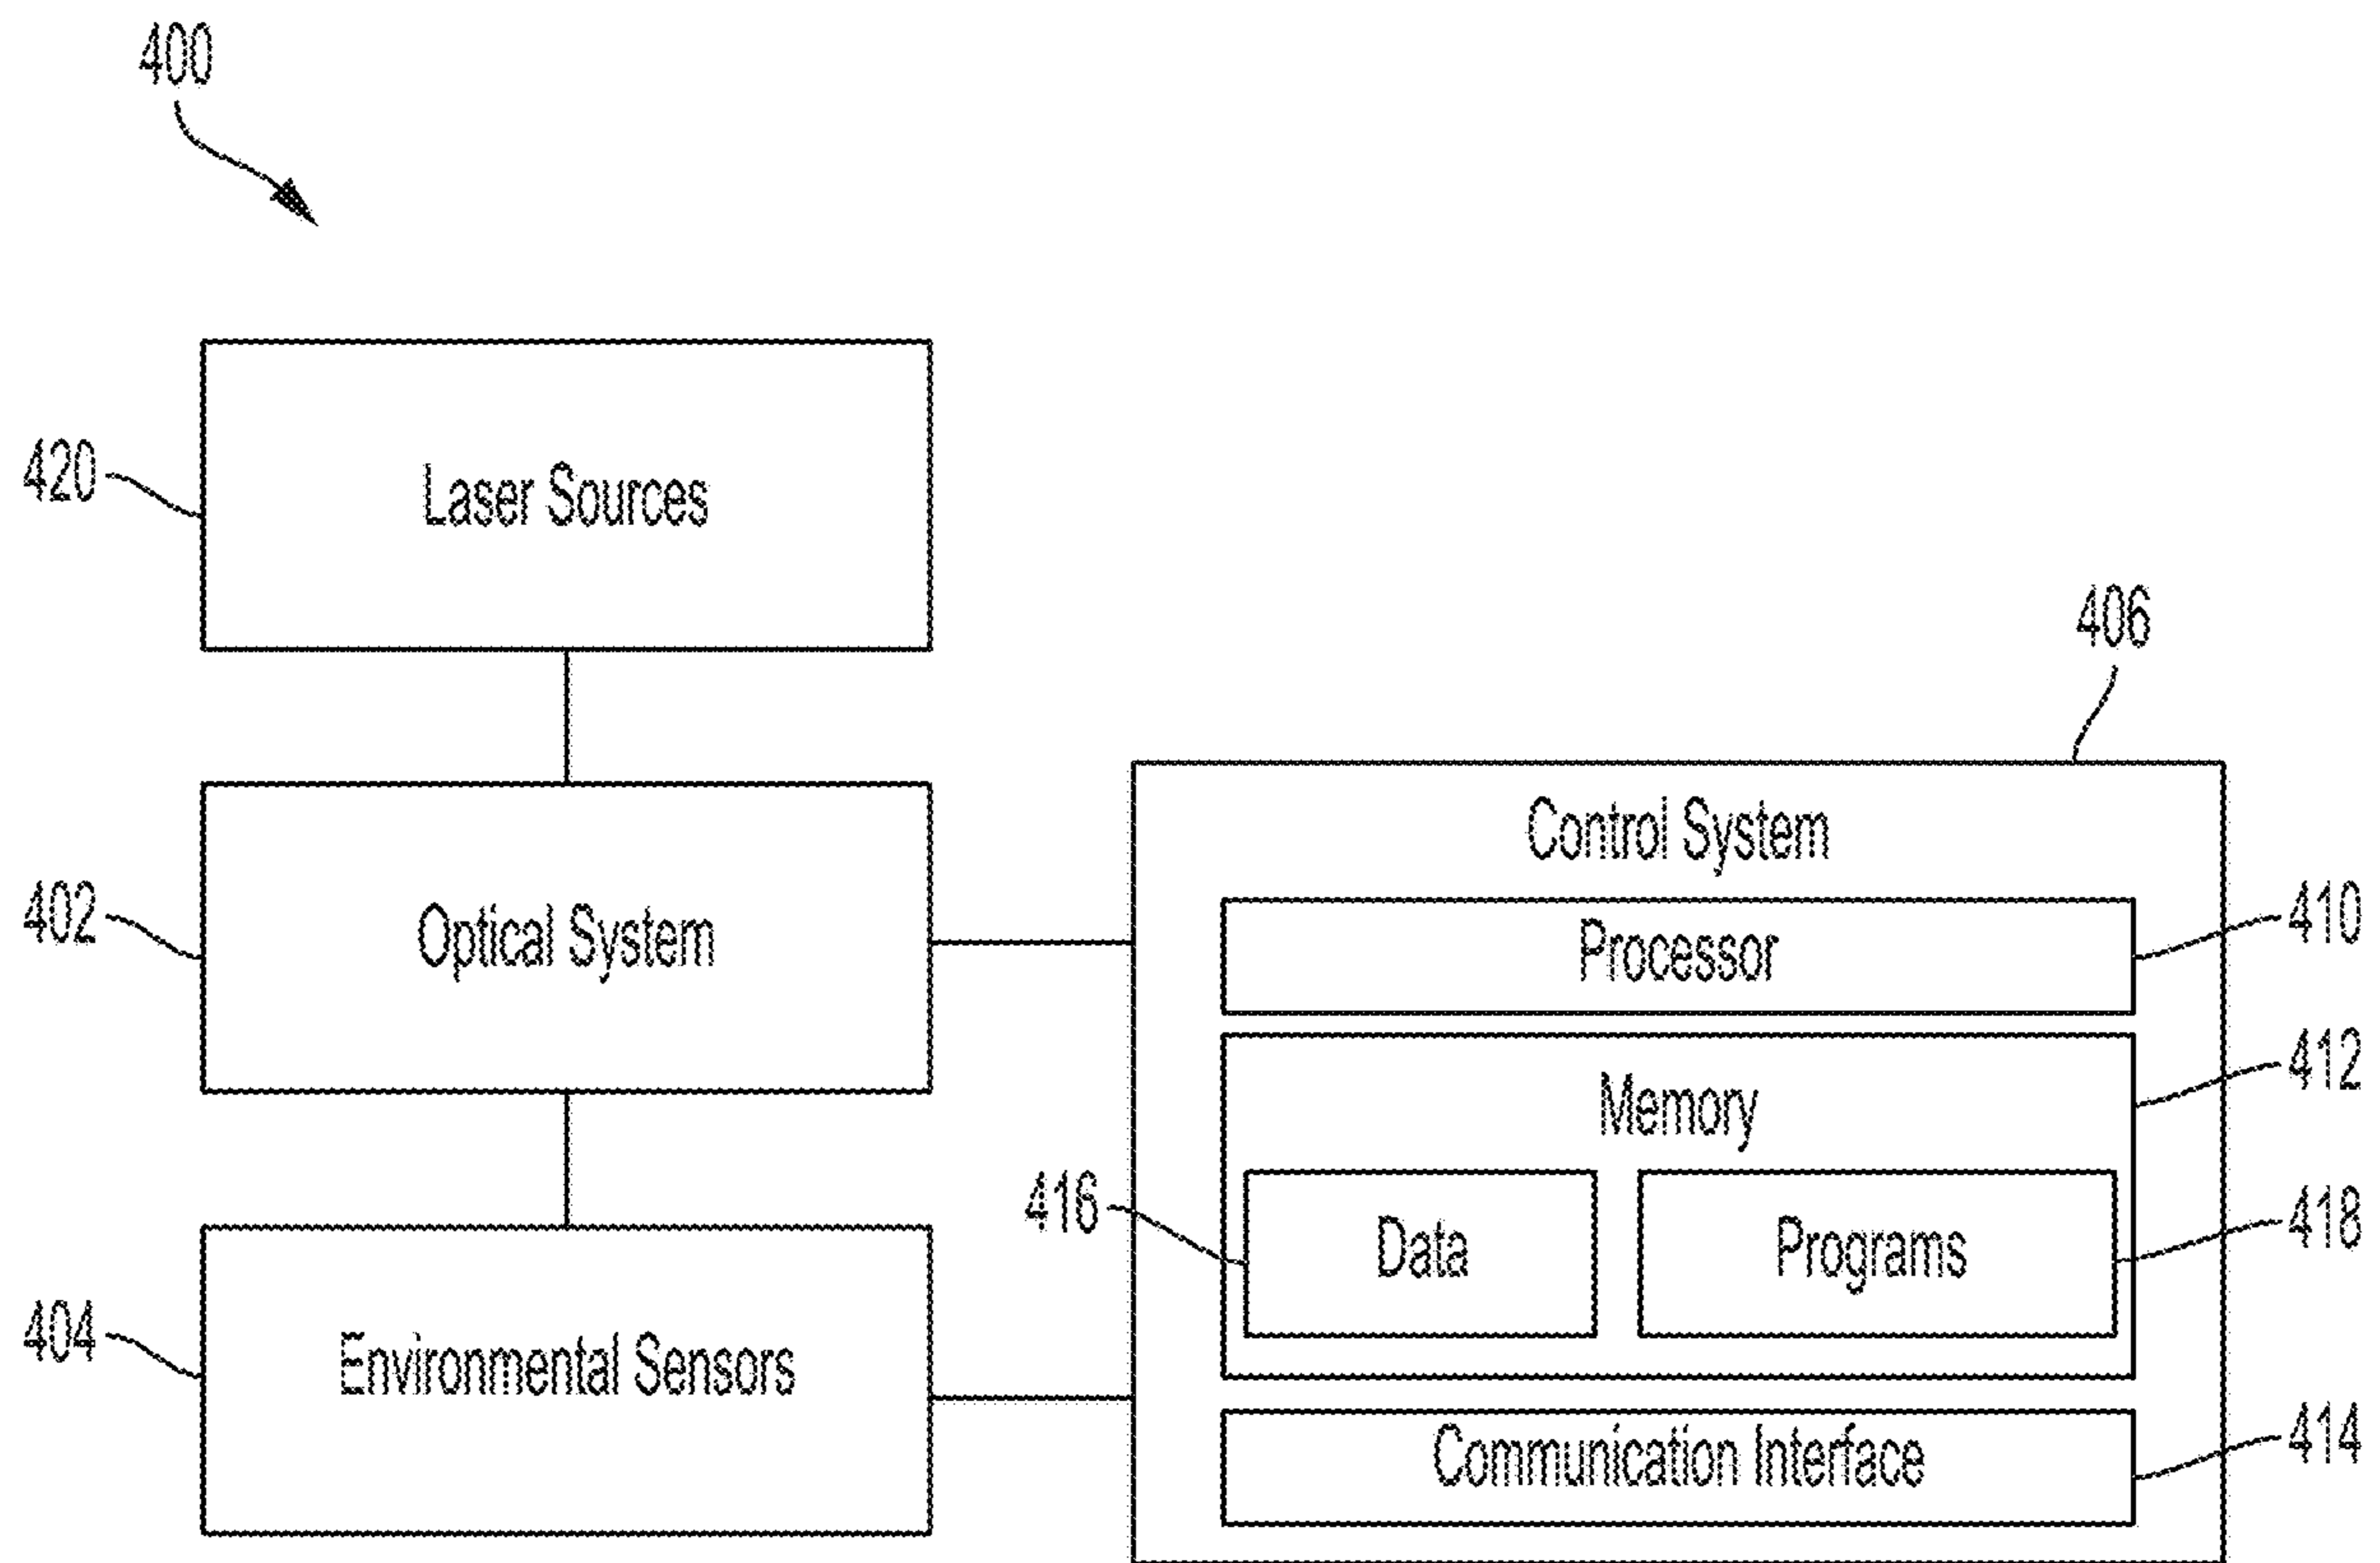 400
420
Laser Sources
406
Control System
402
Optical System
Processor
410
Memory
412
416
Data
Programs
418
404
Environmental Sensors
Communication Interface
414